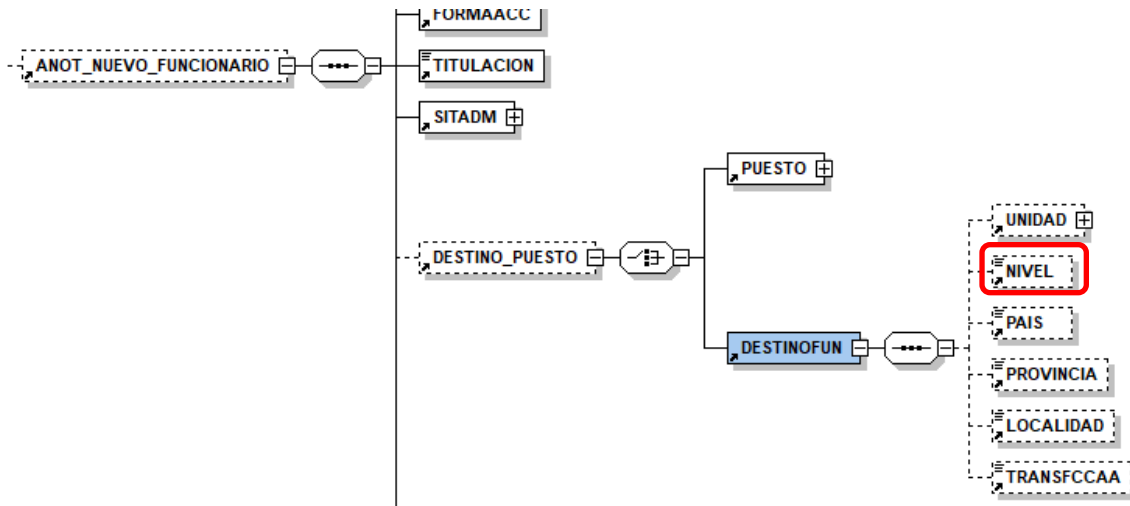 FORMAACC
ANOT_NUEVO_FUNCIONARIO
TITULACION
SITADM
PUESTO
UNIDAD
DESTINO_PUESTO
NIVEL
PAIS
DESTINOFUN
PROVINCIA
LOCALIDAD
TRANSFCCAA